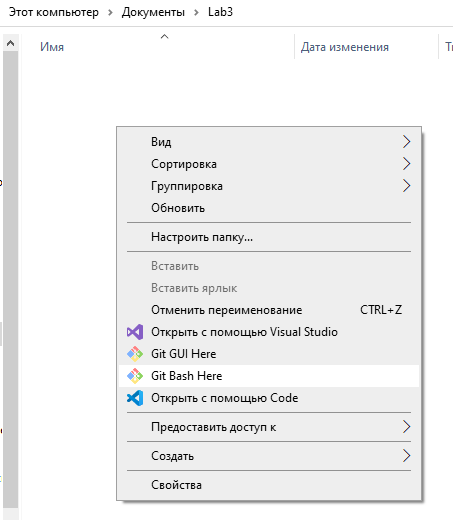 Этот компьютер > Документы > Lab3
Имя Дата изменения
Вид
Сортировка
Группировка
Обновить
Настроить папку...
Вставить
Вставить ярлык
Отменить переименование CTRL+Z
Открыть с помощью Visual Studio
Git GUI Here
Git Bash Here
Открыть с помощью Code
Предоставить доступ к
Создать
Свойства